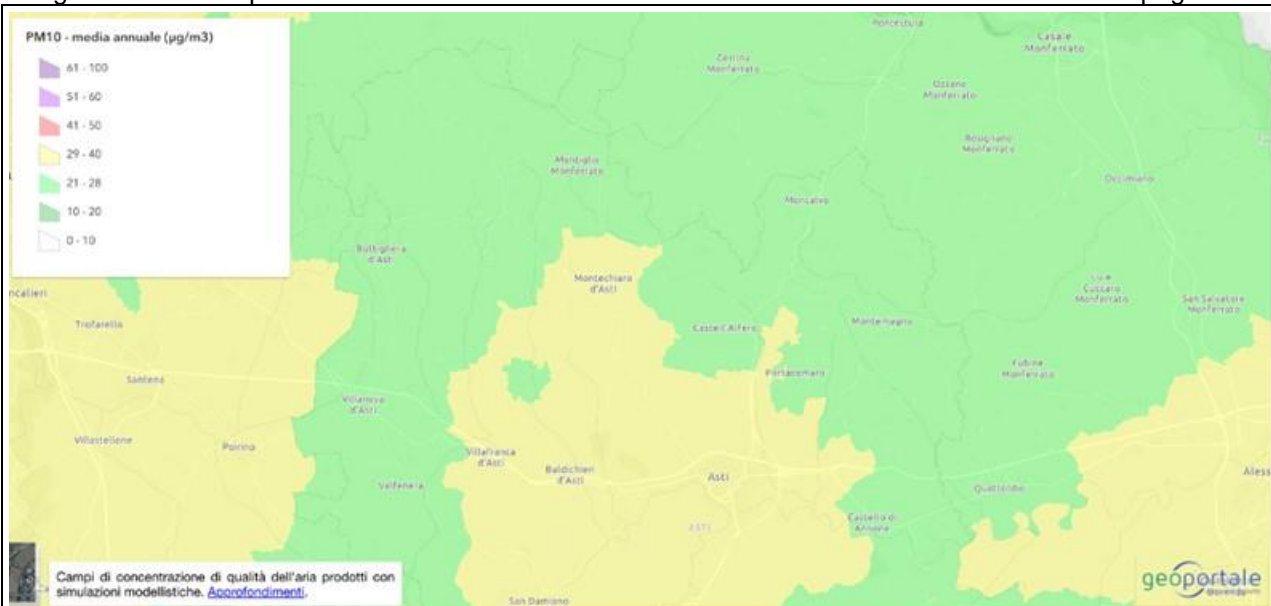 PM10 - media annuale (µg/m3)
61 - 100
51 - 60
41 - 50
29 - 40
21 - 28
10 - 20
0 - 10
Casale
Monferrato
Cerrina
Monferrato
Ozzano
Monferrato
Rosignano
Monferrato
Montiglio
Monferrato
Occimiano
Moncalvo
Buttigliera
d'Asti
Montechiaro
d'Asti
Lu e
Cuccaro
Monferrato
San Salvatore
Monferrato
ncalieri
Trofarello
Castell'Alfero
Montemagno
Fubine
Monferrato
Portacomaro
Santena
Villanova
d'Asti
Villastellone
Poirino
Villafranca
d'Asti
Baldichieri
d'Asti
Asti
Aless
Valfenera
Quattordio
Castello di
Annone
(ASTI)
Campi di concentrazione di qualità dell'aria prodotti con
simulazioni modellistiche. Approfondimenti.
San Damiano
geoportale